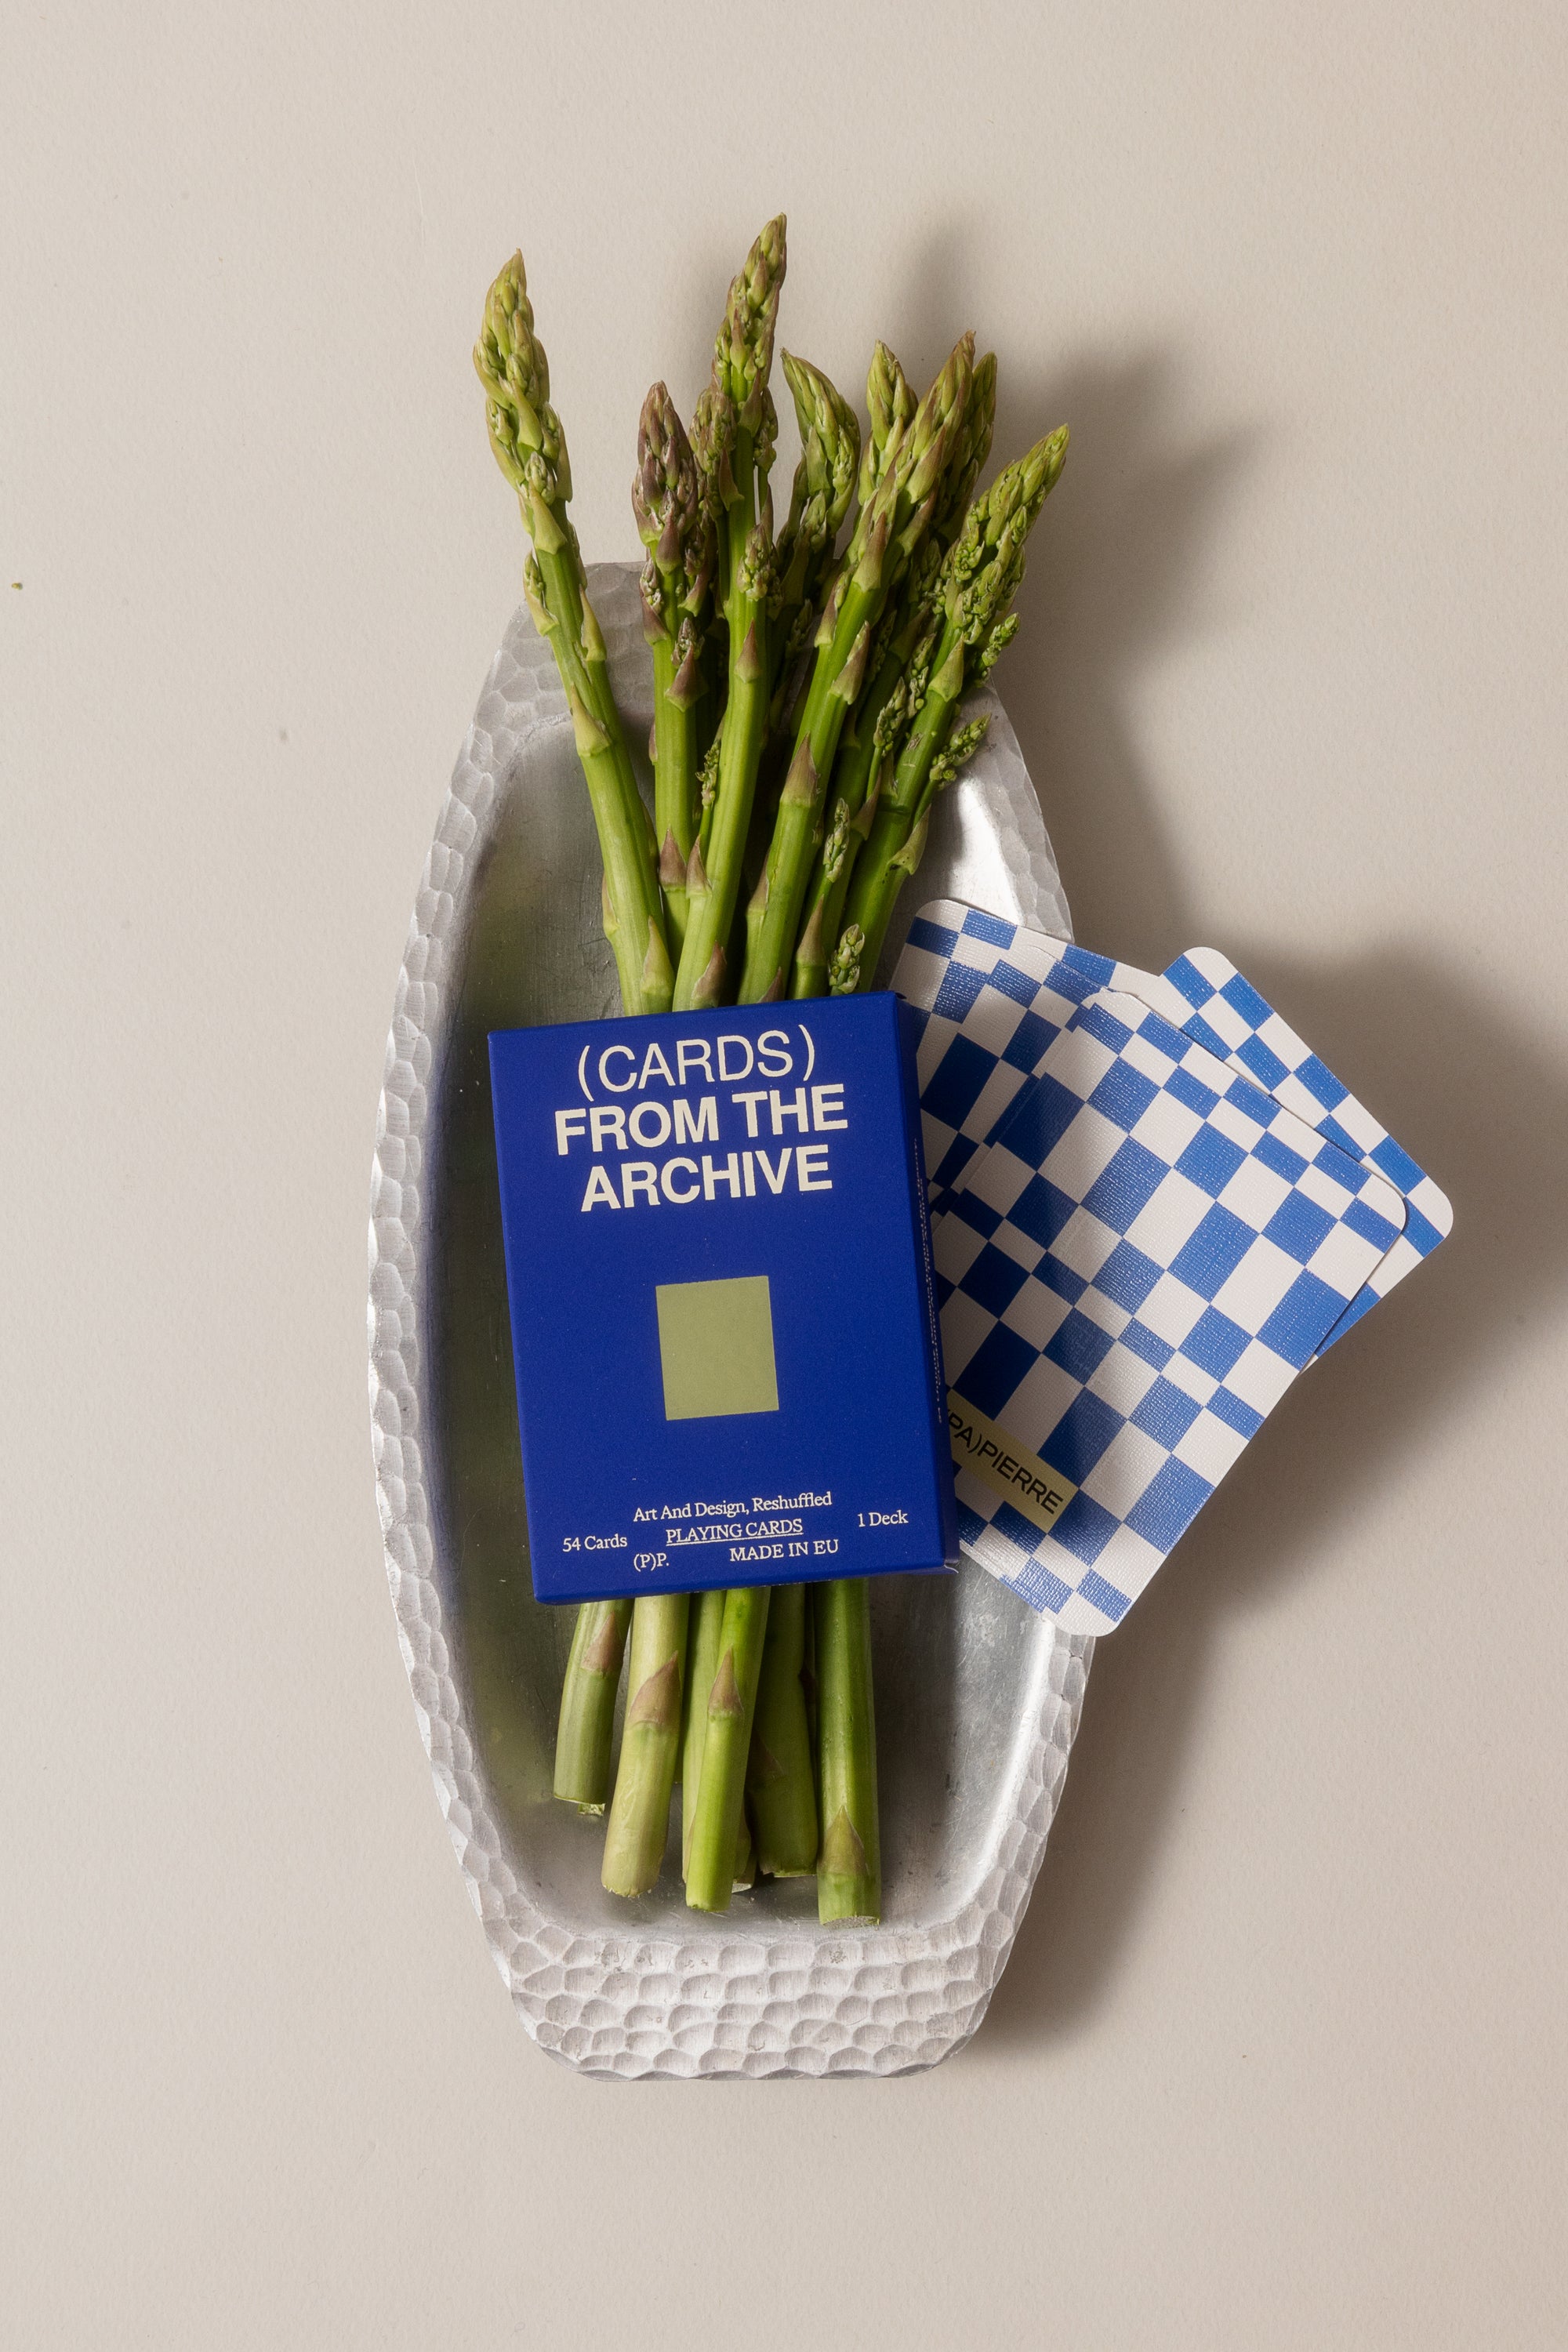 (CARDS)
FROM THE
ARCHIVE
Art And Design, Reshuffled
54 Cards PLAYING CARDS 1 Deck
(P)P. MADE IN EU
PA)PIERRE